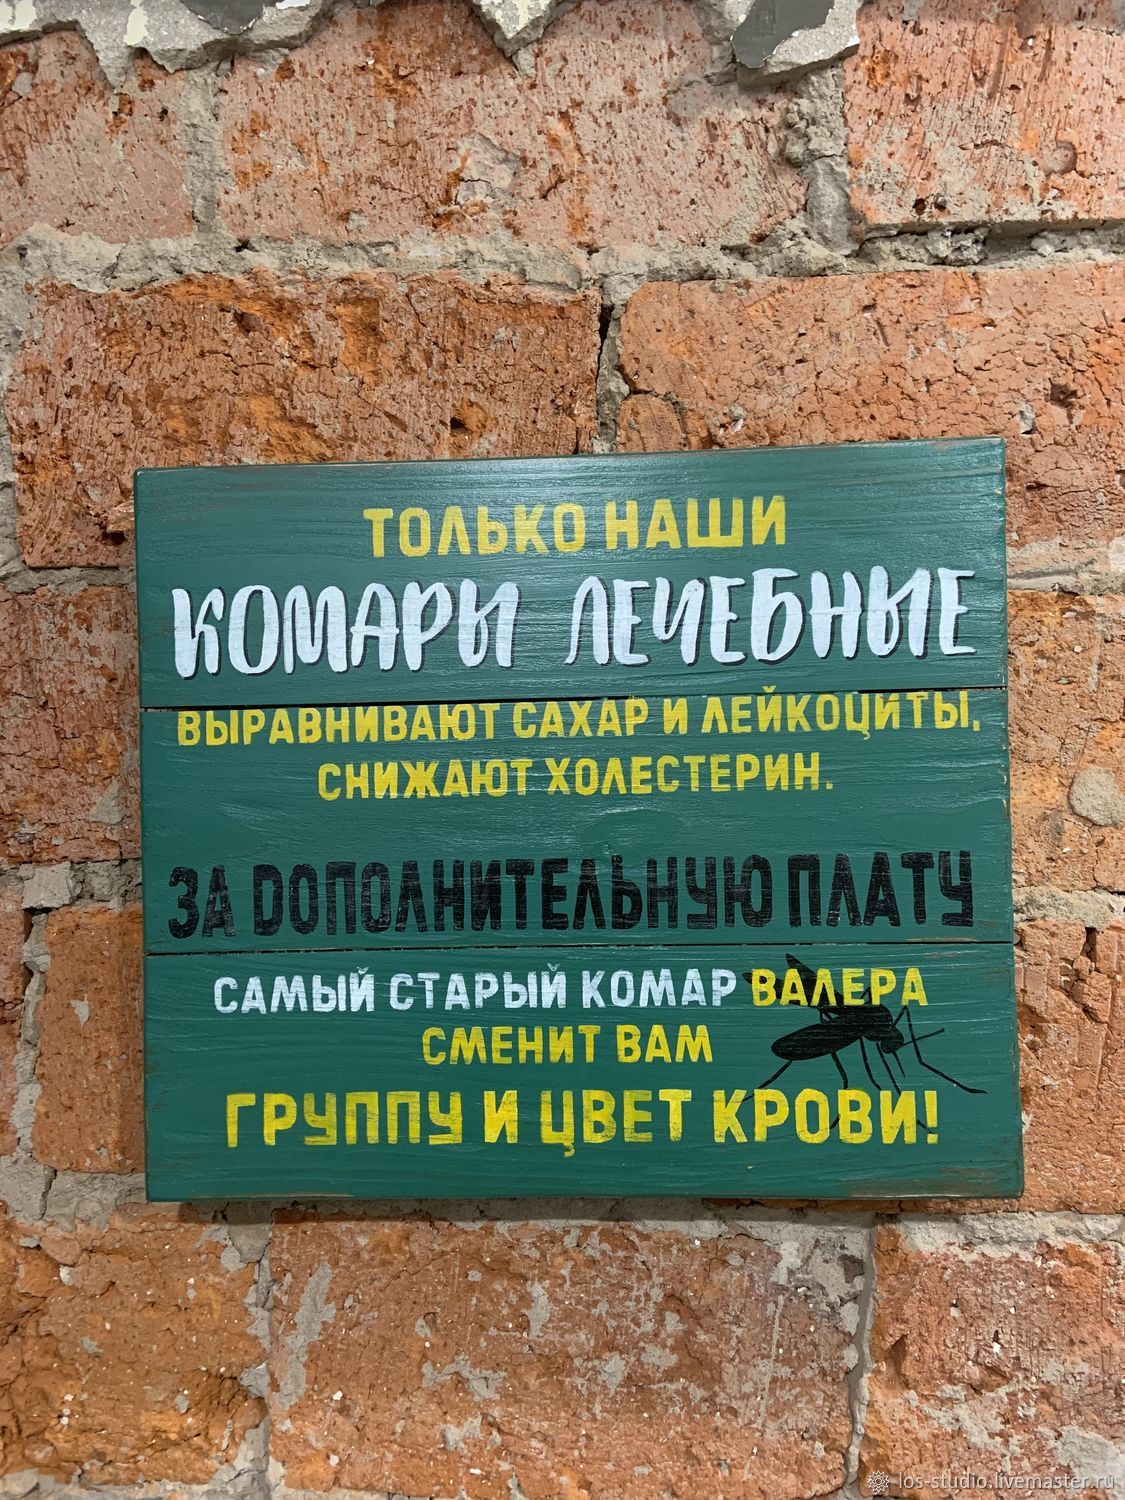 ТОЛЬКО НАШИ
КОМАРЫ ЛЕЧЕБНЫЕ
ВЫРАВНИВАЮТ САХАР И ЛЕЙКОЦИТЫ,
СНИЖАЮТ ХОЛЕСТЕРИН.
ЗА ДОПОЛНИТЕЛЬНУЮ ПЛАТУ
САМЫЙ СТАРЫЙ КОМАР ВАЛЕРА
СМЕНИТ ВАМ
ГРУППУ И ЦВЕТ КРОВИ!
los-studio.livemaster.ru